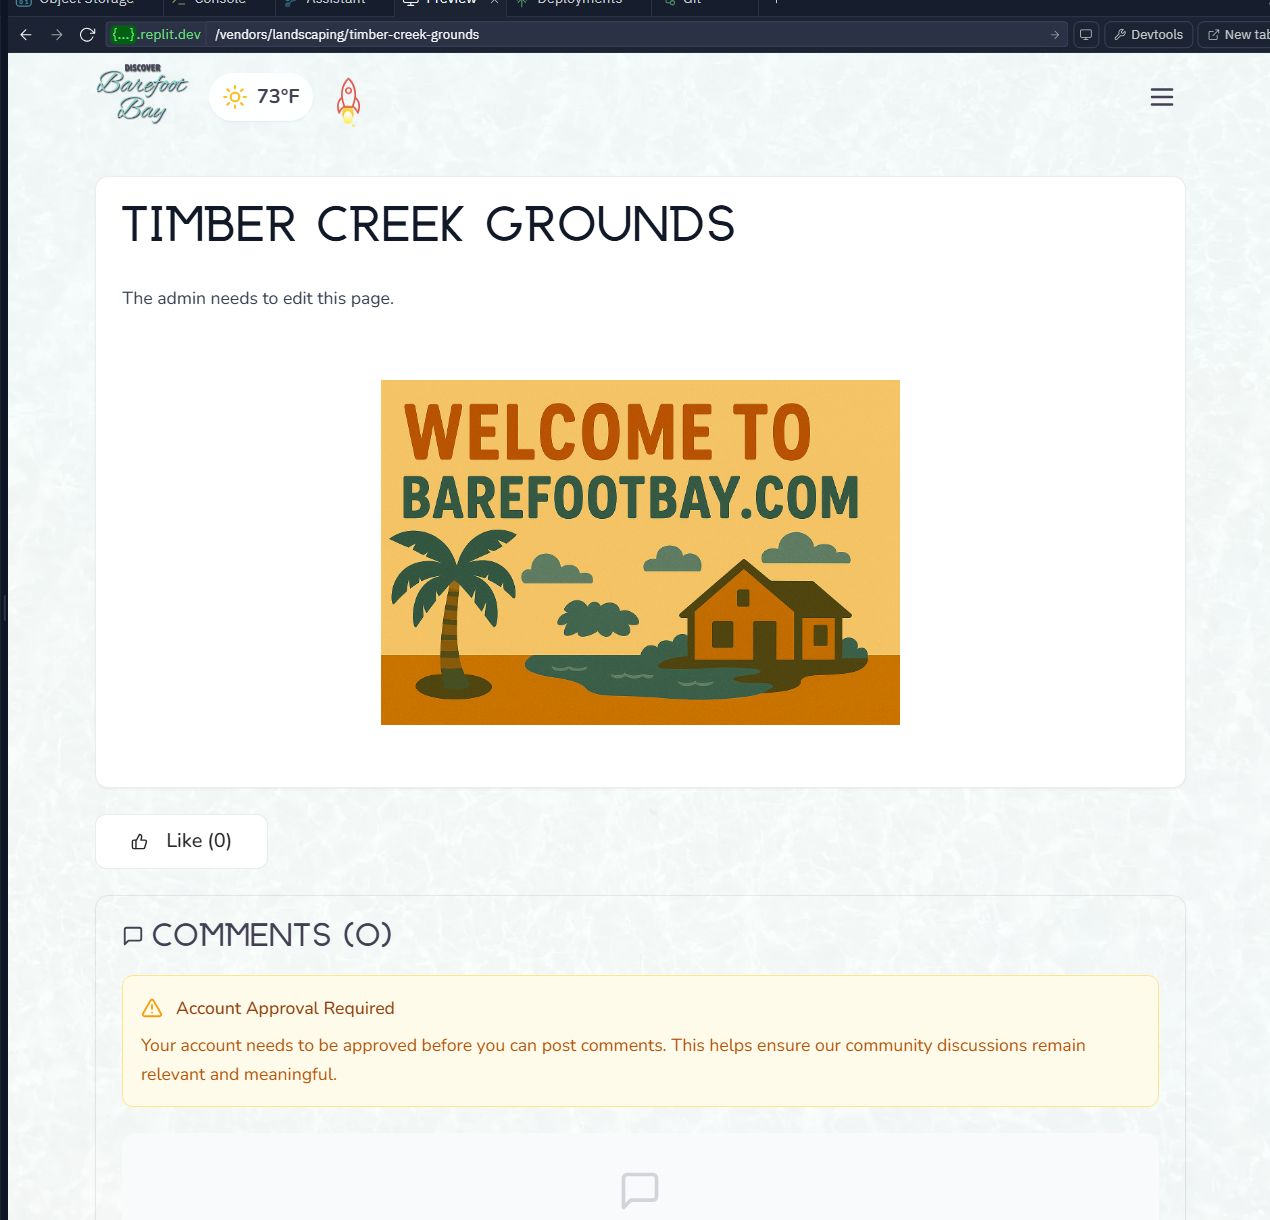 Object Storage Console Assistant Preview Deployments Git
{...}.replit.dev /vendors/landscaping/timber-creek-grounds Devtools New tab
DISCOVER
Barefoot
Bay
73°F
TIMBER CREEK GROUNDS
The admin needs to edit this page.
WELCOME TO
BAREFOOTBAY.COM
Like (0)
COMMENTS (0)
Account Approval Required
Your account needs to be approved before you can post comments. This helps ensure our community discussions remain
relevant and meaningful.